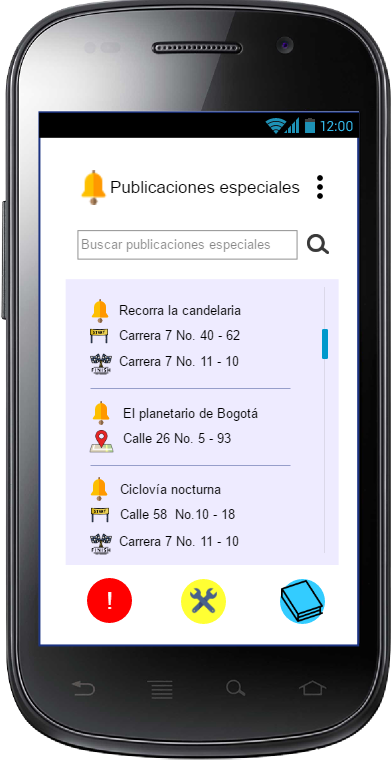 12:00
Publicaciones especiales
Buscar publicaciones especiales
Recorra la candelaria
START
Carrera 7 No. 40 - 62
Carrera 7 No. 11 - 10
El planetario de Bogotá
Calle 26 No. 5 - 93
Ciclovía nocturna
START
Calle 58 No.10 - 18
Carrera 7 No. 11 - 10
!